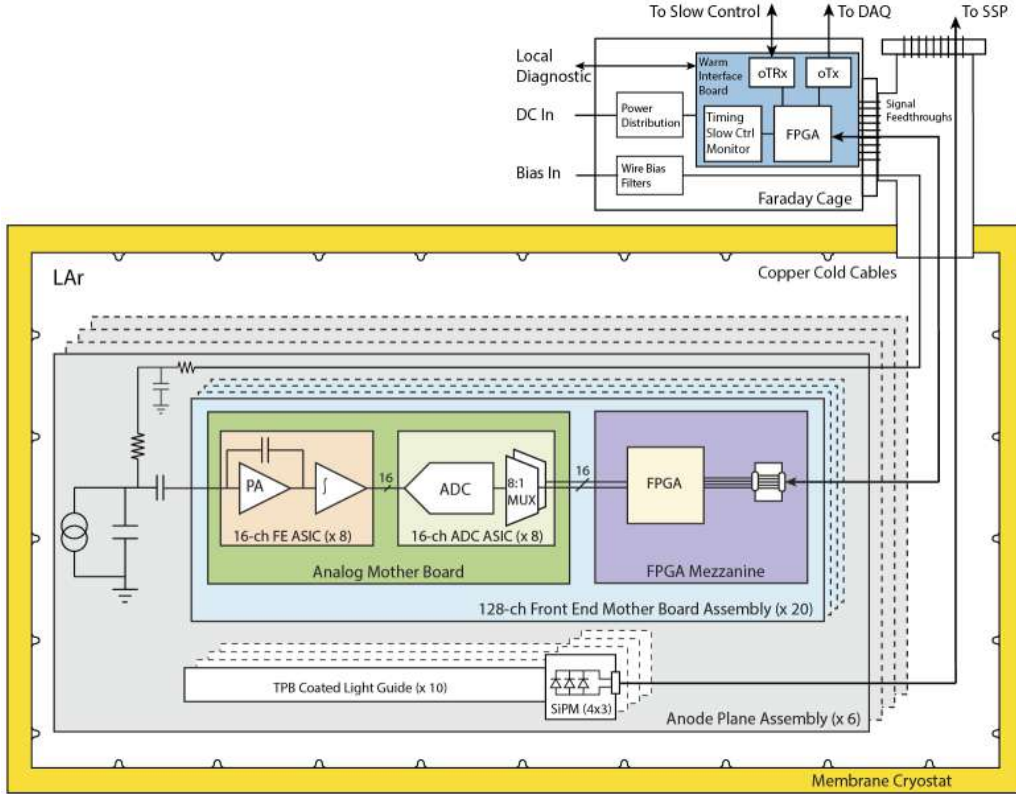 To Slow Control
To DAQ
To SSP
Local
Diagnostic
Warm
Interface
Board
oTRx
oTx
Signal
Feedthroughs
DC In
Power
Distribution
Timing
Slow Ctrl
Monitor
FPGA
Bias In
Wire Bias
Filters
Faraday Cage
LAr
Copper Cold Cables
PA
∫
16
ADC
8:1
MUX
16
FPGA
16-ch FE ASIC (x 8)
16-ch ADC ASIC (x 8)
Analog Mother Board
FPGA Mezzanine
128-ch Front End Mother Board Assembly (x 20)
TPB Coated Light Guide (x 10)
SiPM (4x3)
Anode Plane Assembly (x 6)
Membrane Cryostat